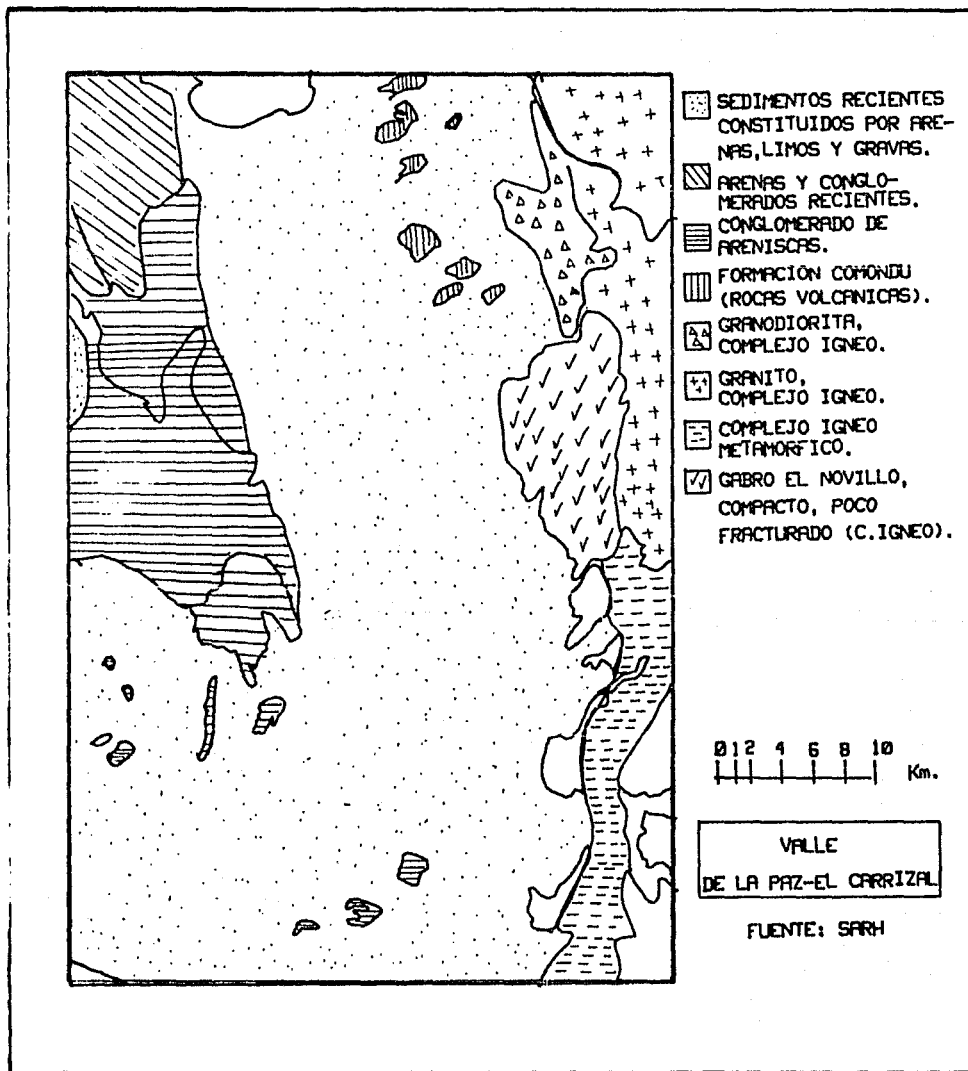 SEDIMENTOS RECIENTES
CONSTITUIDOS POR ARE-
NAS, LIMOS Y GRAVAS.
ARENAS Y CONGLO-
MERADOS RECIENTES.
CONGLOMERADO DE
ARENISCAS.
FORMACION COMONDU
(ROCAS VOLCANICAS).
GRANODIORITA,
COMPLEJO IGNEO.
GRANITO,
COMPLEJO IGNEO.
COMPLEJO IGNEO
METAMORFICO.
GABRO EL NOVILLO,
COMPACTO, POCO
FRACTURADO (C.IGNEO).
0 1 2 4 6 8 10
Km.
VALLE
DE LA PAZ-EL CARRIZAL
FUENTE: SARH